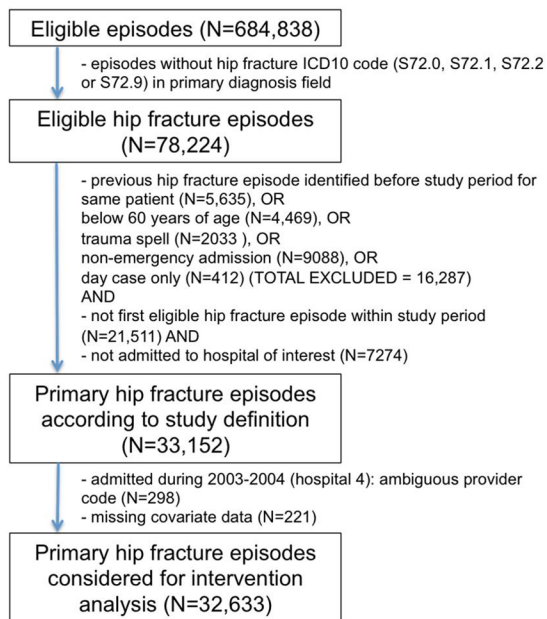 Eligible episodes (N=684,838)
- episodes without hip fracture ICD10 code (S72.0, S72.1, S72.2
or S72.9) in primary diagnosis field
Eligible hip fracture episodes
(N=78,224)
- previous hip fracture episode identified before study period for
same patient (N=5,635), OR
below 60 years of age (N=4,469), OR
trauma spell (N=2033 ), OR
non-emergency admission (N=9088), OR
day case only (N=412) (TOTAL EXCLUDED = 16,287)
AND
- not first eligible hip fracture episode within study period
(N=21,511) AND
- not admitted to hospital of interest (N=7274)
Primary hip fracture episodes
according to study definition
(N=33,152)
- admitted during 2003-2004 (hospital 4): ambiguous provider
code (N=298)
- missing covariate data (N=221)
Primary hip fracture episodes
considered for intervention
analysis (N=32,633)